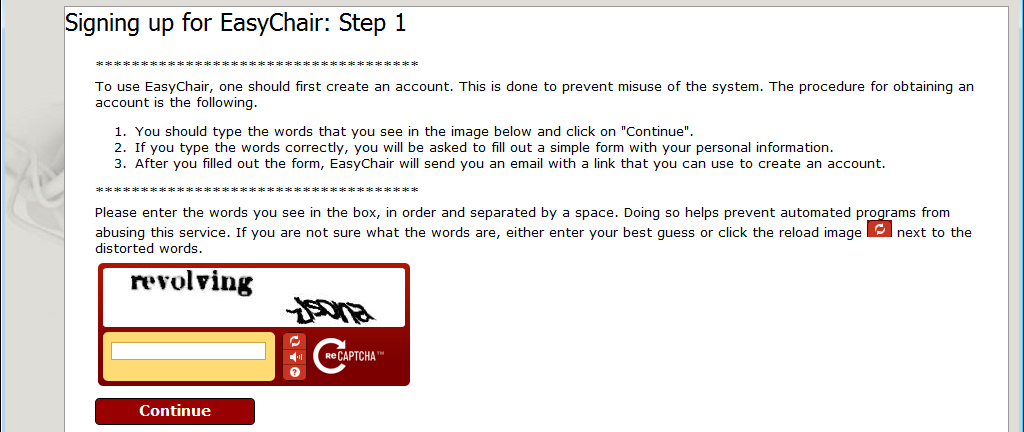 Signing up for EasyChair: Step 1
************************************
To use EasyChair, one should first create an account. This is done to prevent misuse of the system. The procedure for obtaining an
account is the following.
1. You should type the words that you see in the image below and click on "Continue".
2. If you type the words correctly, you will be asked to fill out a simple form with your personal information.
3. After you filled out the form, EasyChair will send you an email with a link that you can use to create an account.
************************************
Please enter the words you see in the box, in order and separated by a space. Doing so helps prevent automated programs from
abusing this service. If you are not sure what the words are, either enter your best guess or click the reload image next to the
distorted words.
revolving
reCAPTCHA™
Continue